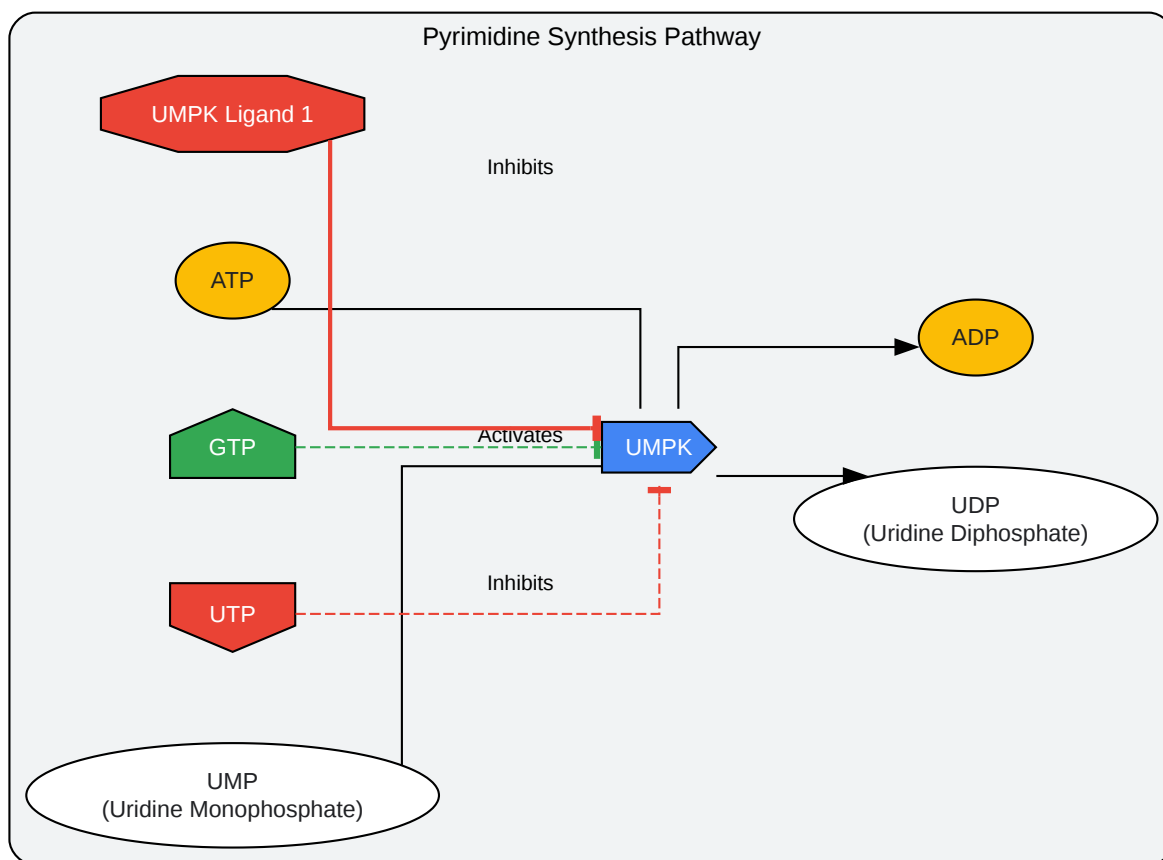 Pyrimidine Synthesis Pathway
UMPK Ligand 1
Inhibits
ATP
ADP
Activates
GTP
UMPK
UDP
(Uridine Diphosphate)
Inhibits
UTP
UMP
(Uridine Monophosphate)